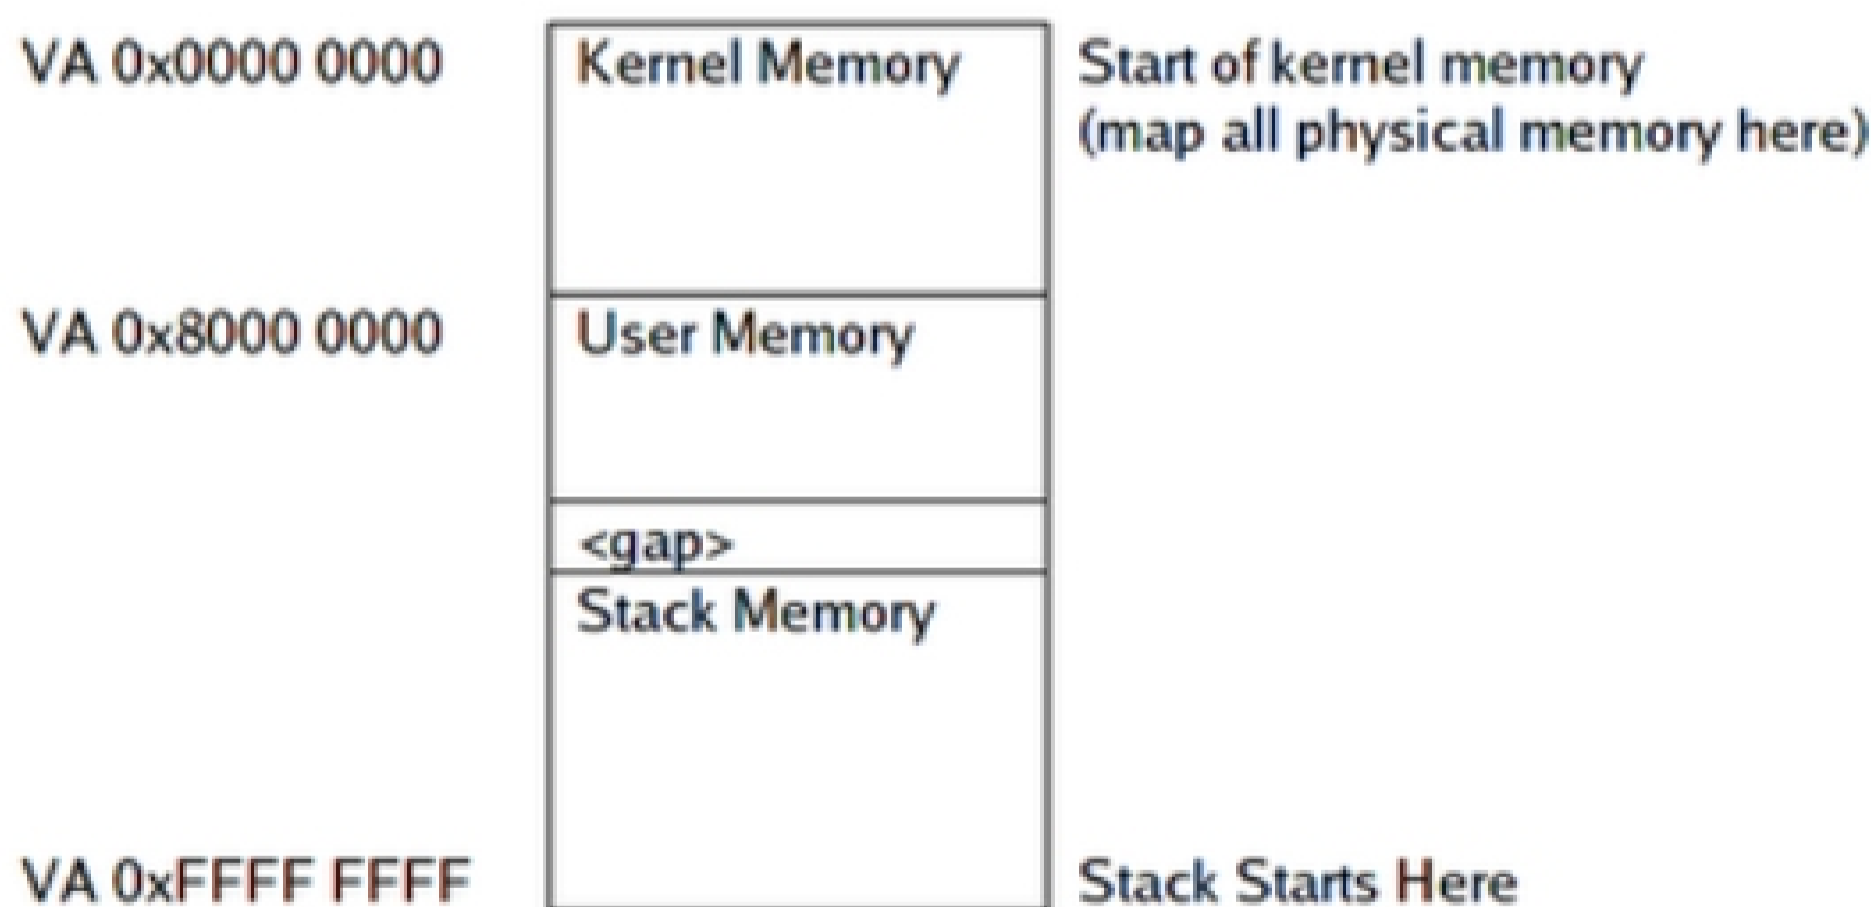 VA 0x0000 0000 Kernel Memory Start of kernel memory
(map all physical memory here)
VA 0x8000 0000 User Memory
<gap>
Stack Memory
VA 0xFFFF FFFF Stack Starts Here